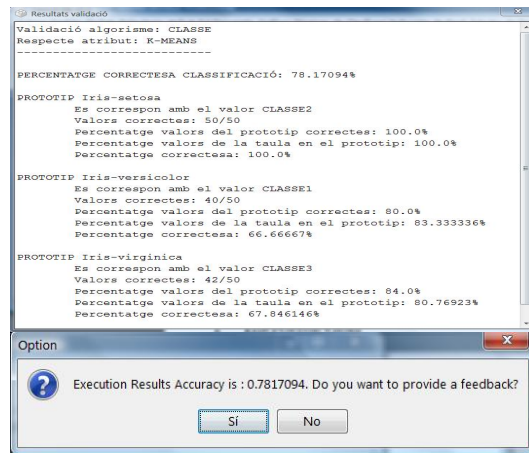 Resultats validació
Validació algorisme: CLASSE
Respecte atribut: K-MEANS
---------------------------
PERCENTATGE CORRECTESA CLASSIFICACIÓ: 78.17094%
PROTOTIP Iris-setosa
Es correspon amb el valor CLASSE2
Valors correctes: 50/50
Percentatge valors del prototip correctes: 100.0%
Percentatge valors de la taula en el prototip: 100.0%
Percentatge correctesa: 100.0%
PROTOTIP Iris-versicolor
Es correspon amb el valor CLASSE1
Valors correctes: 40/50
Percentatge valors del prototip correctes: 80.0%
Percentatge valors de la taula en el prototip: 83.333336%
Percentatge correctesa: 66.66667%
PROTOTIP Iris-virginica
Es correspon amb el valor CLASSE3
Valors correctes: 42/50
Percentatge valors del prototip correctes: 84.0%
Percentatge valors de la taula en el prototip: 80.76923%
Percentatge correctesa: 67.846146%
Option
Execution Results Accuracy is : 0.7817094. Do you want to provide a feedback?
Sí No